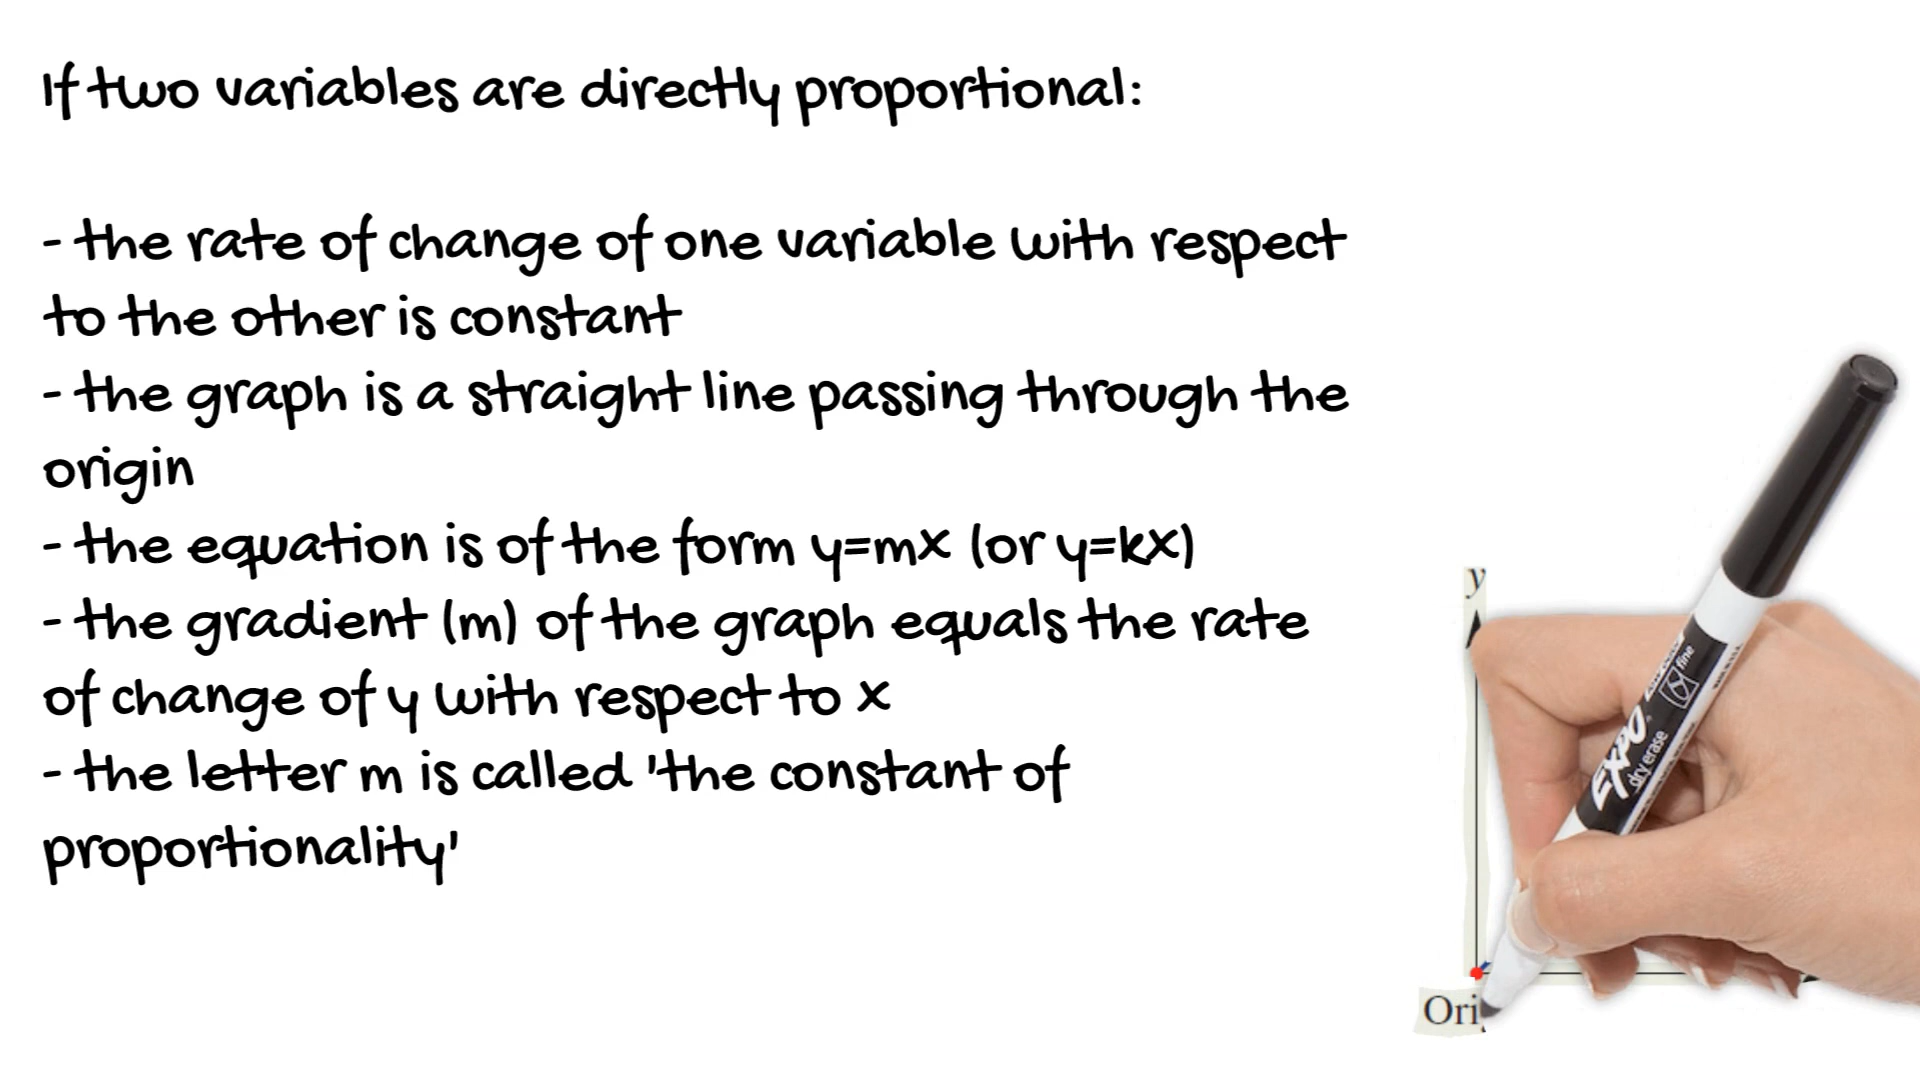 If two variables are directly proportional:
- the rate of change of one variable with respect
to the other is constant
- the graph is a straight line passing through the
origin
- the equation is of the form y=mx (or y=kx)
- the gradient (m) of the graph equals the rate
of change of y with respect to x
- the letter m is called 'the constant of
proportionality'
y
EXPO
dry erase
fine
Ori